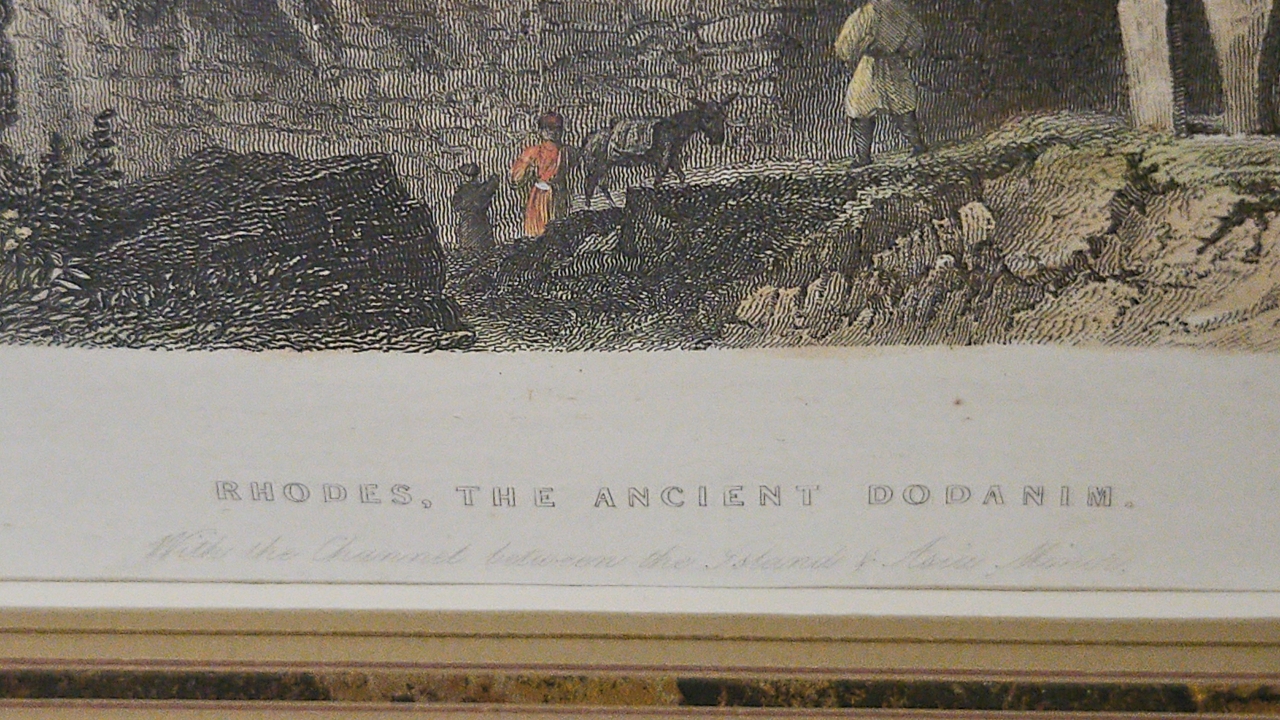 RHODES, THE ANCIENT DODANIM.
With the Channel between the Island & Asia Minor.